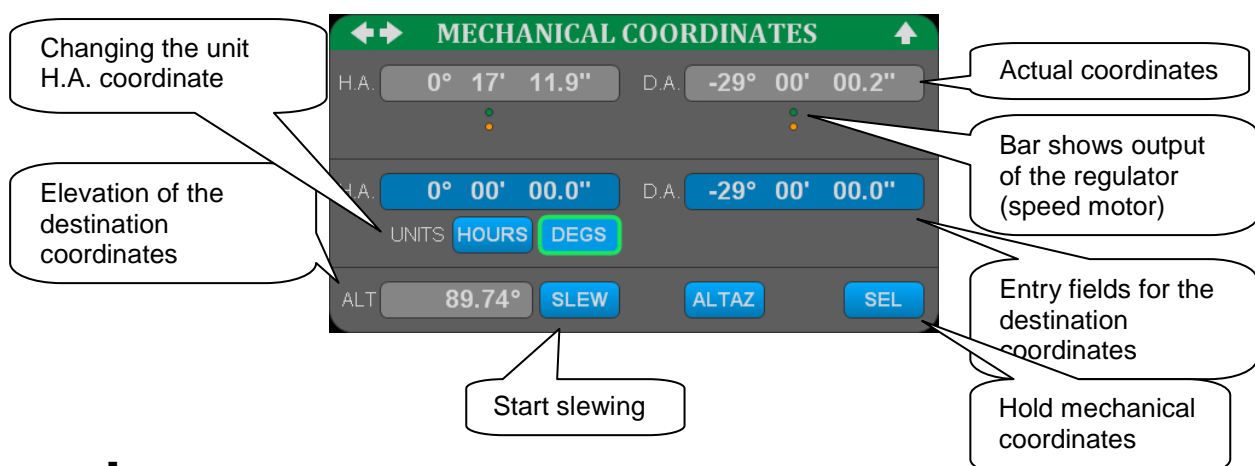 Changing the unit
H.A. coordinate
MECHANICAL COORDINATES
Actual coordinates
H.A. 0° 17' 11.9" D.A. -29° 00' 00.2"
Bar shows output
of the regulator
(speed motor)
Elevation of the
destination
coordinates
H.A. 0° 00' 00.0" D.A. -29° 00' 00.0"
UNITS HOURS DEGS
ALT 89.74° SLEW ALTAZ SEL
Entry fields for the
destination
coordinates
Start slewing
Hold mechanical
coordinates